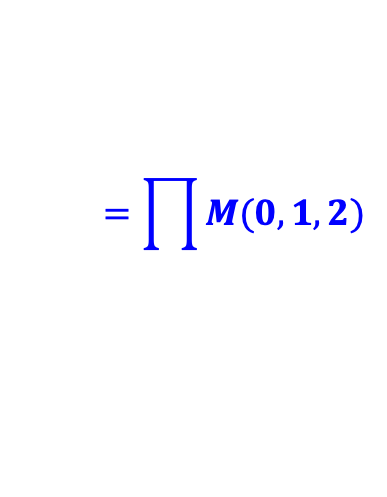 = ∏ M(0, 1, 2)